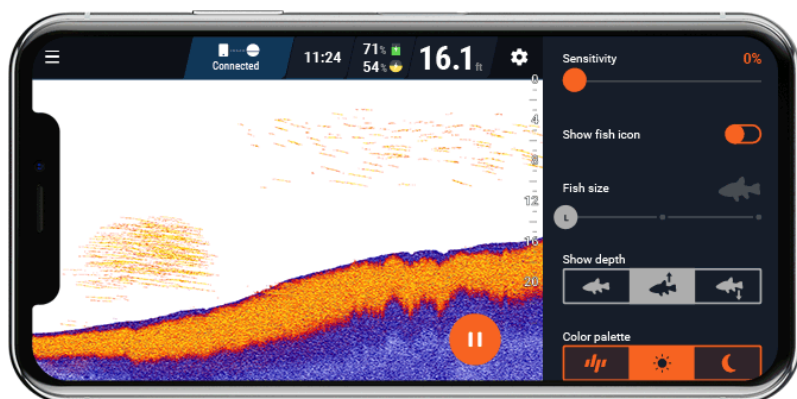 Connected
11:24
71%
54%
16.1 ft
Sensitivity 0%
0
4
8
12
16
20
Show fish icon
Fish size
L
Show depth
Color palette